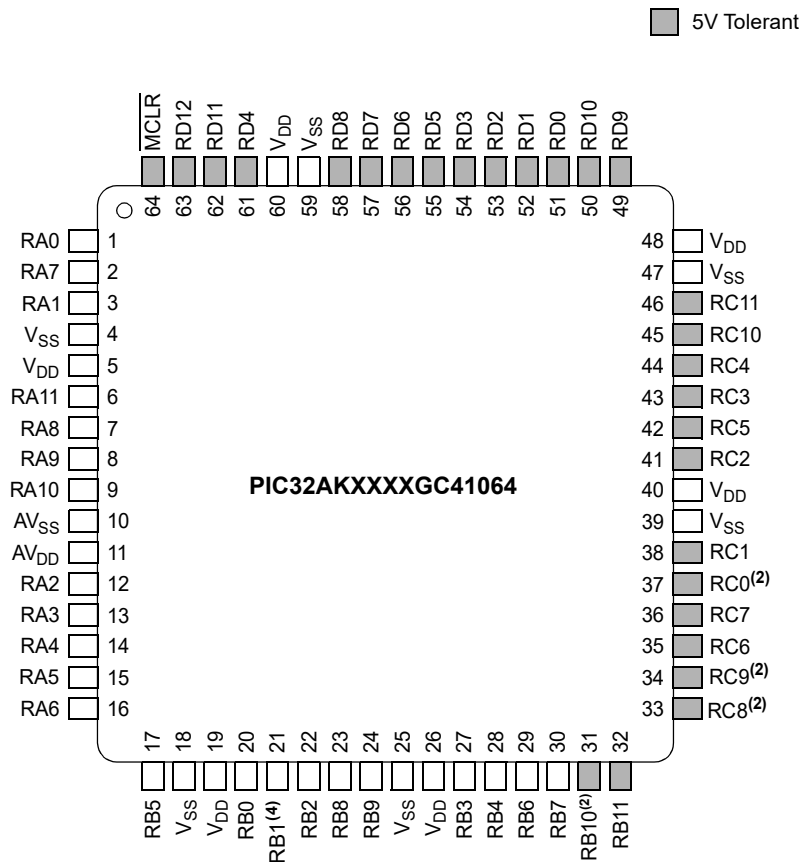 5V Tolerant
MCLR
RD12
RD11
RD4
VDD
VSS
RD8
RD7
RD6
RD5
RD3
RD2
RD1
RD0
RD10
RD9
64
63
62
61
60
59
58
57
56
55
54
53
52
51
50
49
RA0 1
RA7 2
RA1 3
VSS 4
VDD 5
RA11 6
RA8 7
RA9 8
RA10 9
AVSS 10
AVDD 11
RA2 12
RA3 13
RA4 14
RA5 15
RA6 16
PIC32AKXXXXGC41064
48 VDD
47 VSS
46 RC11
45 RC10
44 RC4
43 RC3
42 RC5
41 RC2
40 VDD
39 VSS
38 RC1
37 RC0(2)
36 RC7
35 RC6
34 RC9(2)
33 RC8(2)
17
18
19
20
21
22
23
24
25
26
27
28
29
30
31
32
RB5
VSS
VDD
RB0
RB1(4)
RB2
RB8
RB9
VSS
VDD
RB3
RB4
RB6
RB7
RB10(2)
RB11